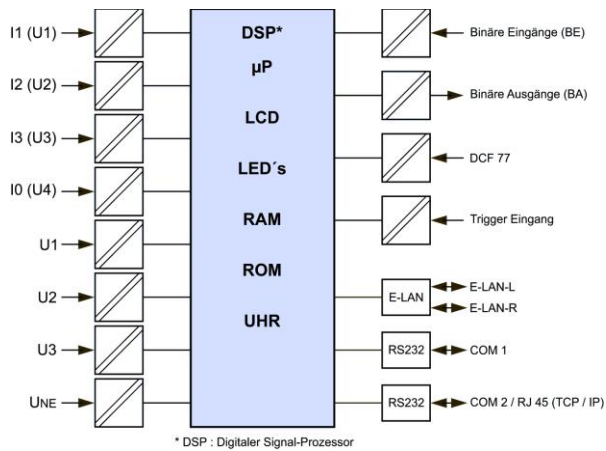 I1 (U1)
I2 (U2)
I3 (U3)
I0 (U4)
U1
U2
U3
UNE
DSP*
µP
LCD
LED´s
RAM
ROM
UHR
Binäre Eingänge (BE)
Binäre Ausgänge (BA)
DCF 77
Trigger Eingang
E-LAN
E-LAN-L
E-LAN-R
RS232
COM 1
RS232
COM 2 / RJ 45 (TCP / IP)
* DSP : Digitaler Signal-Prozessor